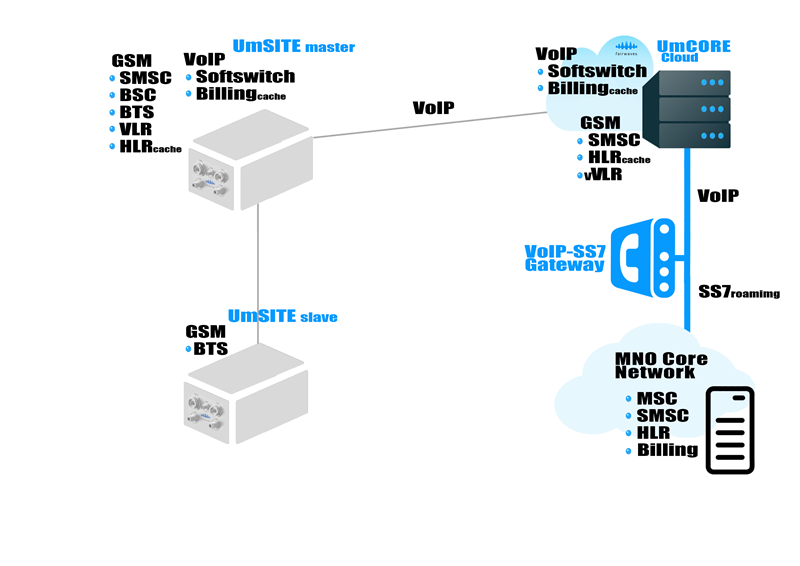 UmSITE master
GSM
SMSC
BSC
BTS
VLR
HLRcache
VoIP
Softswitch
Billingcache
VoIP
fairwaves
UmCORE
Cloud
VoIP
Softswitch
Billingcache
GSM
SMSC
HLRcache
vVLR
VoIP
VoIP-SS7
Gateway
SS7roamimg
UmSITE slave
GSM
BTS
MNO Core
Network
MSC
SMSC
HLR
Billing